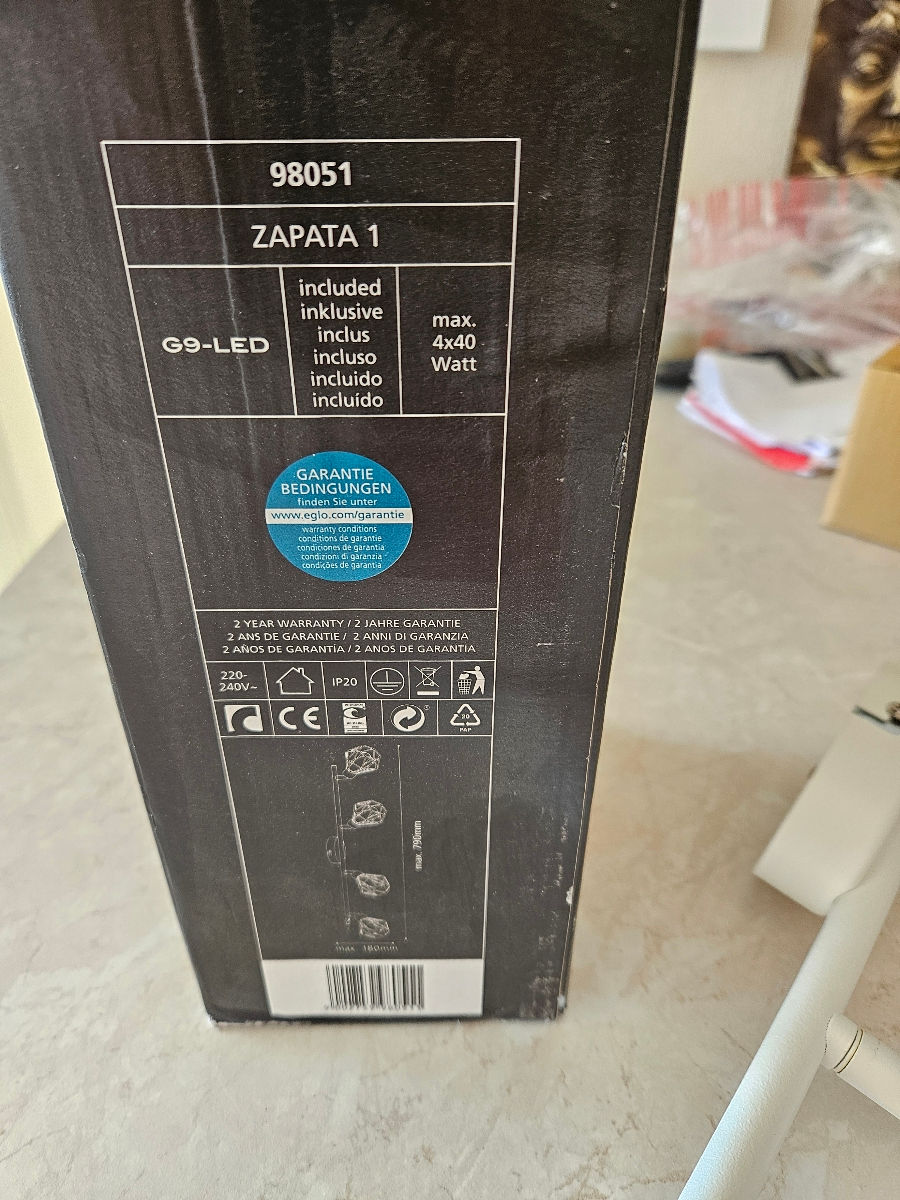 98051
ZAPATA 1
G9-LED
included
inklusive
inclus
incluso
incluido
incluído
max.
4x40
Watt
GARANTIE
BEDINGUNGEN
finden Sie unter
www.eglo.com/garantie
warranty conditions
conditions de garantie
condiciones de garantia
condizioni di garanzia
condições de garantia
2 YEAR WARRANTY / 2 JAHRE GARANTIE
2 ANS DE GARANTIE / 2 ANNI DI GARANZIA
2 AÑOS DE GARANTÍA / 2 ANOS DE GARANTIA
220-
240V~
IP20
CE
20
PAP
max. 790mm
max. 180mm